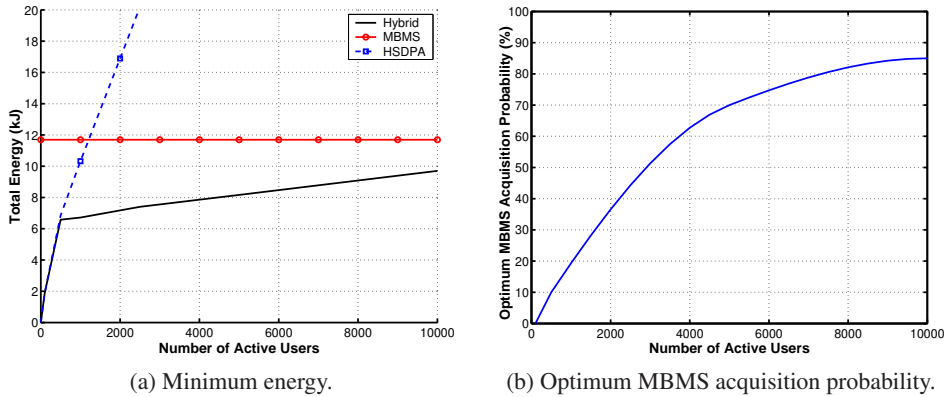 20
18
16
14
12
10
8
6
4
2
0
Total Energy (kJ)
Hybrid
MBMS
HSDPA
0 2000 4000 6000 8000 10000
Number of Active Users
(a) Minimum energy.
100
90
80
70
60
50
40
30
20
10
0
Optimum MBMS Acquisition Probability (%)
0 2000 4000 6000 8000 10000
Number of Active Users
(b) Optimum MBMS acquisition probability.